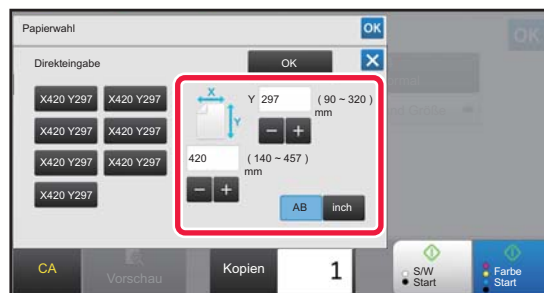 Papierwahl OK
OK
Direkteingabe OK
X420 Y297 X420 Y297
X420 Y297 X420 Y297
X420 Y297 X420 Y297
X420 Y297
X
Y
Y 297 ( 90 ~ 320 )
mm
420 ( 140 ~ 457 )
mm
AB inch
CA
Vorschau
Kopien 1
S/W
Start
Farbe
Start